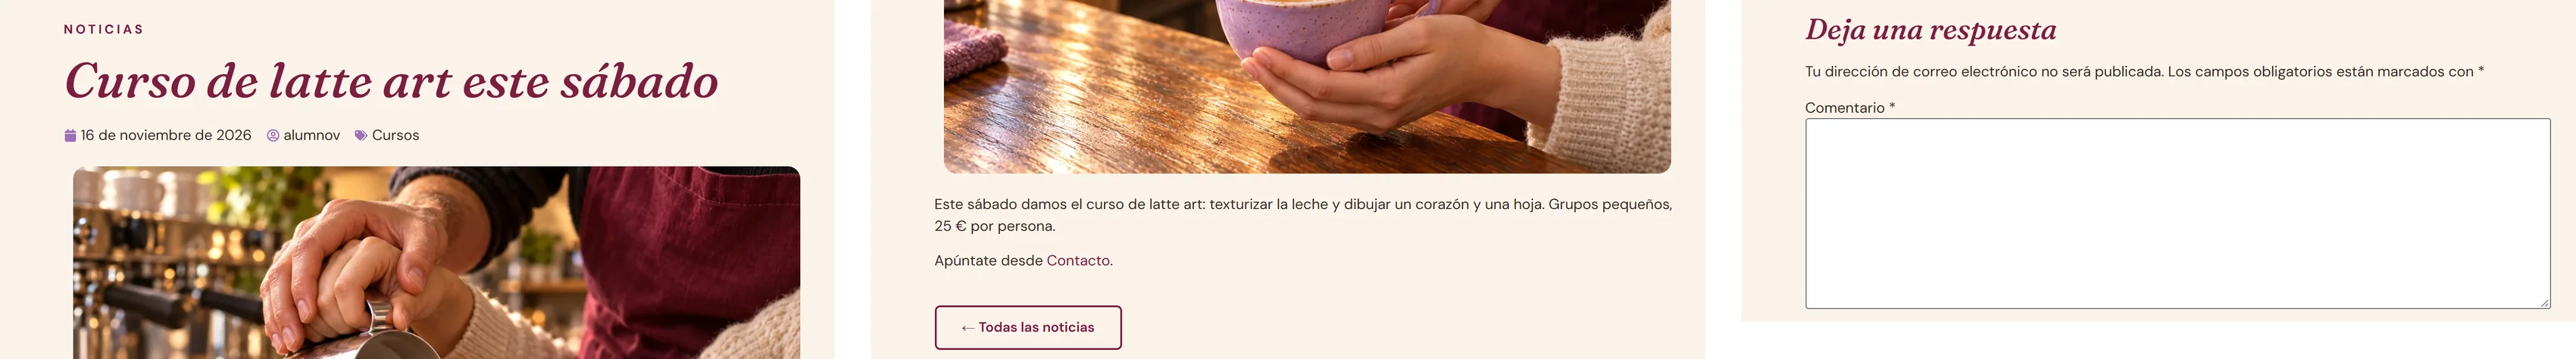 NOTICIAS
Curso de latte art este sábado
16 de noviembre de 2026 alumnov Cursos
Este sábado damos el curso de latte art: texturizar la leche y dibujar un corazón y una hoja. Grupos pequeños,
25 € por persona.
Apúntate desde Contacto.
← Todas las noticias
Deja una respuesta
Tu dirección de correo electrónico no será publicada. Los campos obligatorios están marcados con *
Comentario *